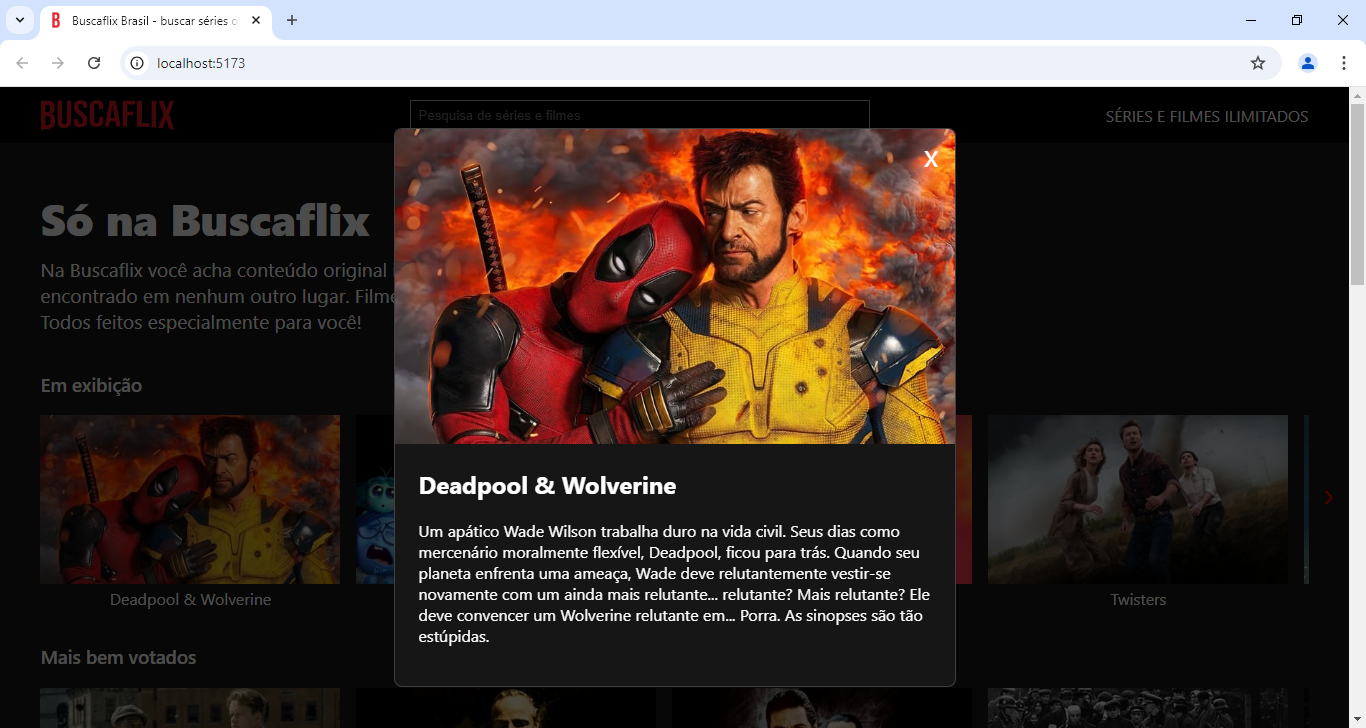 Buscaflix Brasil - buscar séries o
localhost:5173
BUSCAFLIX
Pesquisa de séries e filmes
SÉRIES E FILMES ILIMITADOS
X
Só na Buscaflix
Na Buscaflix você acha conteúdo original
encontrado em nenhum outro lugar. Filme
Todos feitos especialmente para você!
Em exibição
Deadpool & Wolverine
Um apático Wade Wilson trabalha duro na vida civil. Seus dias como
mercenário moralmente flexível, Deadpool, ficou para trás. Quando seu
planeta enfrenta uma ameaça, Wade deve relutantemente vestir-se
novamente com um ainda mais relutante... relutante? Mais relutante? Ele
deve convencer um Wolverine relutante em... Porra. As sinopses são tão
estúpidas.
Deadpool & Wolverine
Twisters
Mais bem votados